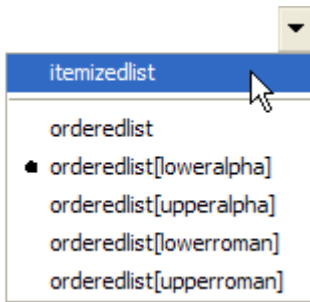 itemizedlist
orderedlist
orderedlist[loweralpha]
orderedlist[upperalpha]
orderedlist[lowerroman]
orderedlist[upperroman]